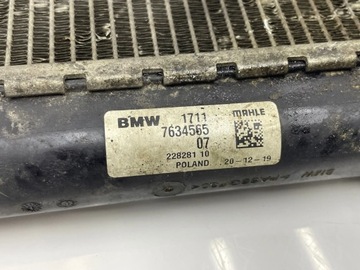 BMW 1711 MAHLE
7634565
07
228281 10
POLAND 20-12-19